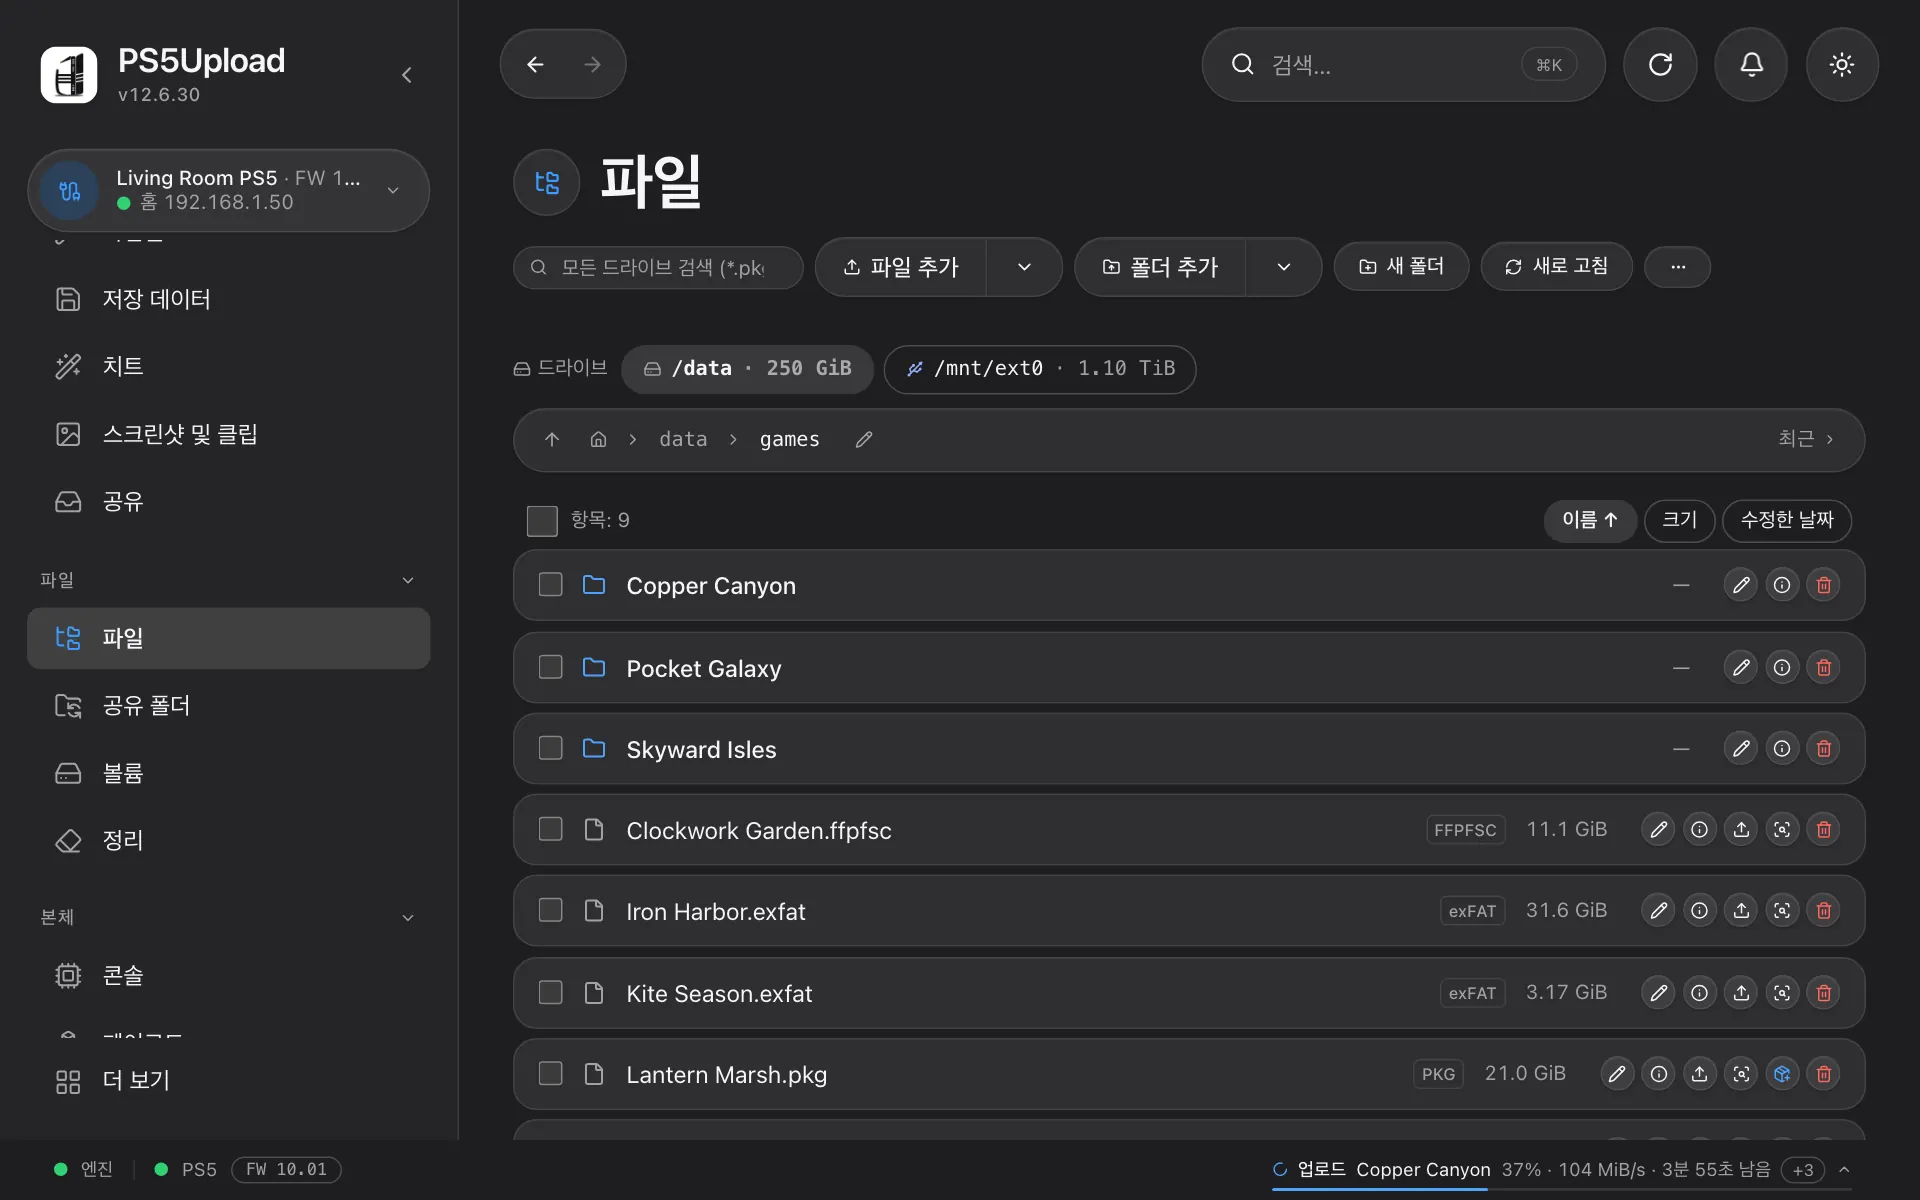 PS5Upload
v12.6.30
Living Room PS5 · FW 1...
홈 192.168.1.50
저장 데이터
치트
스크린샷 및 클립
공유
파일
파일
공유 폴더
볼륨
정리
본체
콘솔
더 보기
검색...
⌘K
파일
모든 드라이브 검색 (*.pk
파일 추가
폴더 추가
새 폴더
새로 고침
드라이브
/data · 250 GiB
/mnt/ext0 · 1.10 TiB
data
games
최근
항목: 9
이름 ↑
크기
수정한 날짜
Copper Canyon
—
Pocket Galaxy
—
Skyward Isles
—
Clockwork Garden.ffpfsc
FFPFSC
11.1 GiB
Iron Harbor.exfat
exFAT
31.6 GiB
Kite Season.exfat
exFAT
3.17 GiB
Lantern Marsh.pkg
PKG
21.0 GiB
엔진
PS5
FW 10.01
업로드 Copper Canyon 37% · 104 MiB/s · 3분 55초 남음
+3